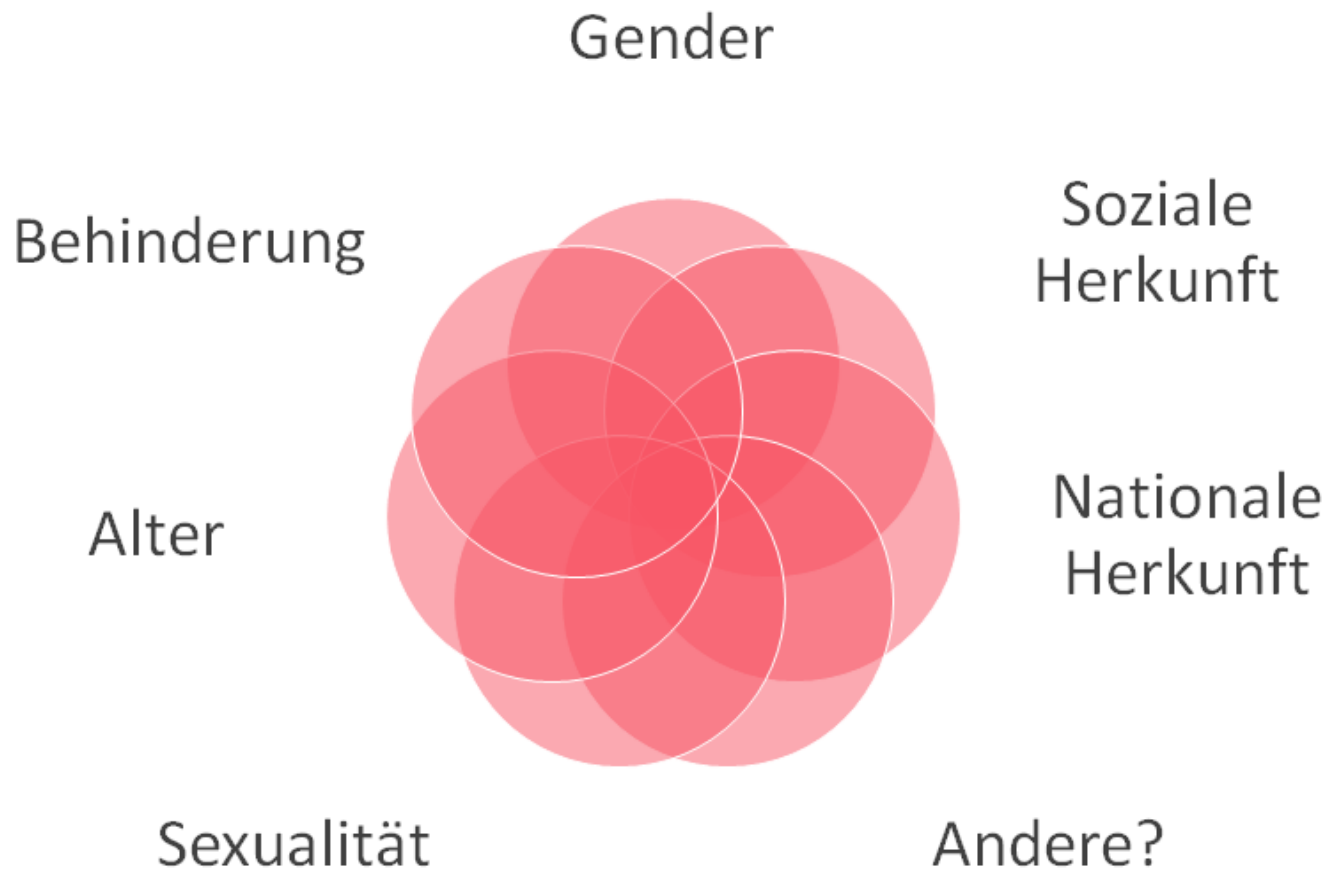 Gender
Soziale
Herkunft
Behinderung
Nationale
Herkunft
Alter
Sexualität
Andere?